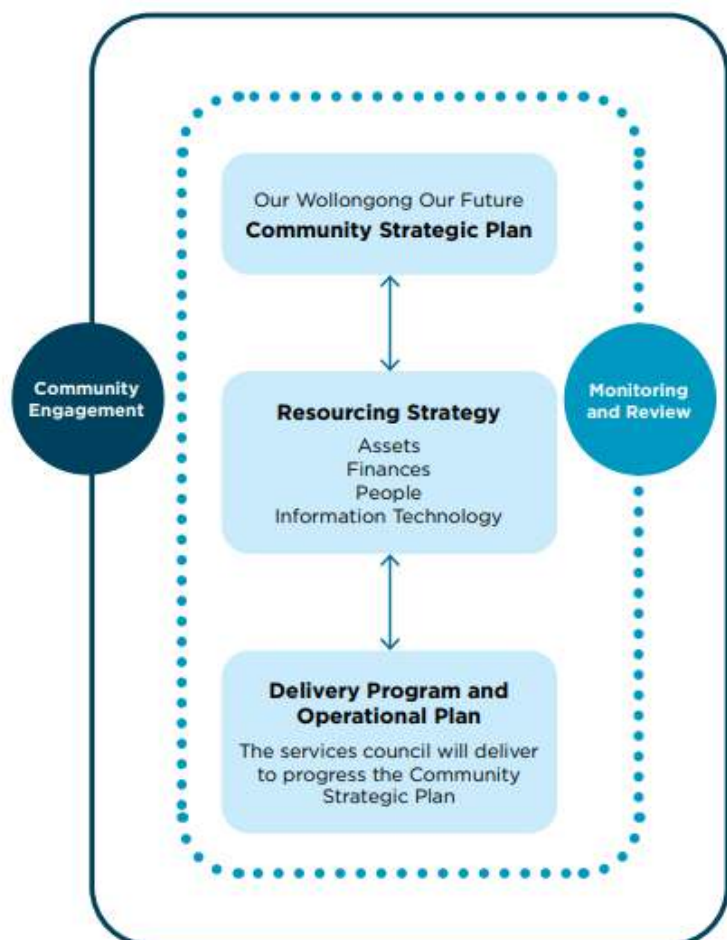 Our Wollongong Our Future
Community Strategic Plan
Community
Engagement
Monitoring
and Review
Resourcing Strategy
Assets
Finances
People
Information Technology
Delivery Program and
Operational Plan
The services council will deliver
to progress the Community
Strategic Plan